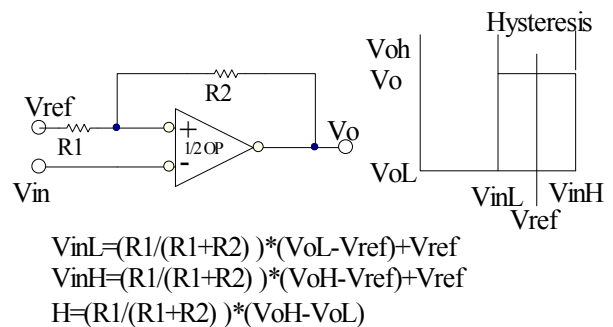 Hysteresis
Voh
Vo
R2
Vref
R1
+
1/2 OP
-
Vo
Vin
VoL
VinL
VinH
Vref
VinL=(R1/(R1+R2) )*(VoL-Vref)+Vref
VinH=(R1/(R1+R2) )*(VoH-Vref)+Vref
H=(R1/(R1+R2) )*(VoH-VoL)